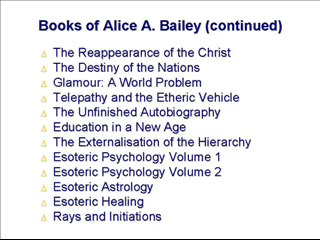 Books of Alice A. Bailey (continued)
The Reappearance of the Christ
The Destiny of the Nations
Glamour: A World Problem
Telepathy and the Etheric Vehicle
The Unfinished Autobiography
Education in a New Age
The Externalisation of the Hierarchy
Esoteric Psychology Volume 1
Esoteric Psychology Volume 2
Esoteric Astrology
Esoteric Healing
Rays and Initiations